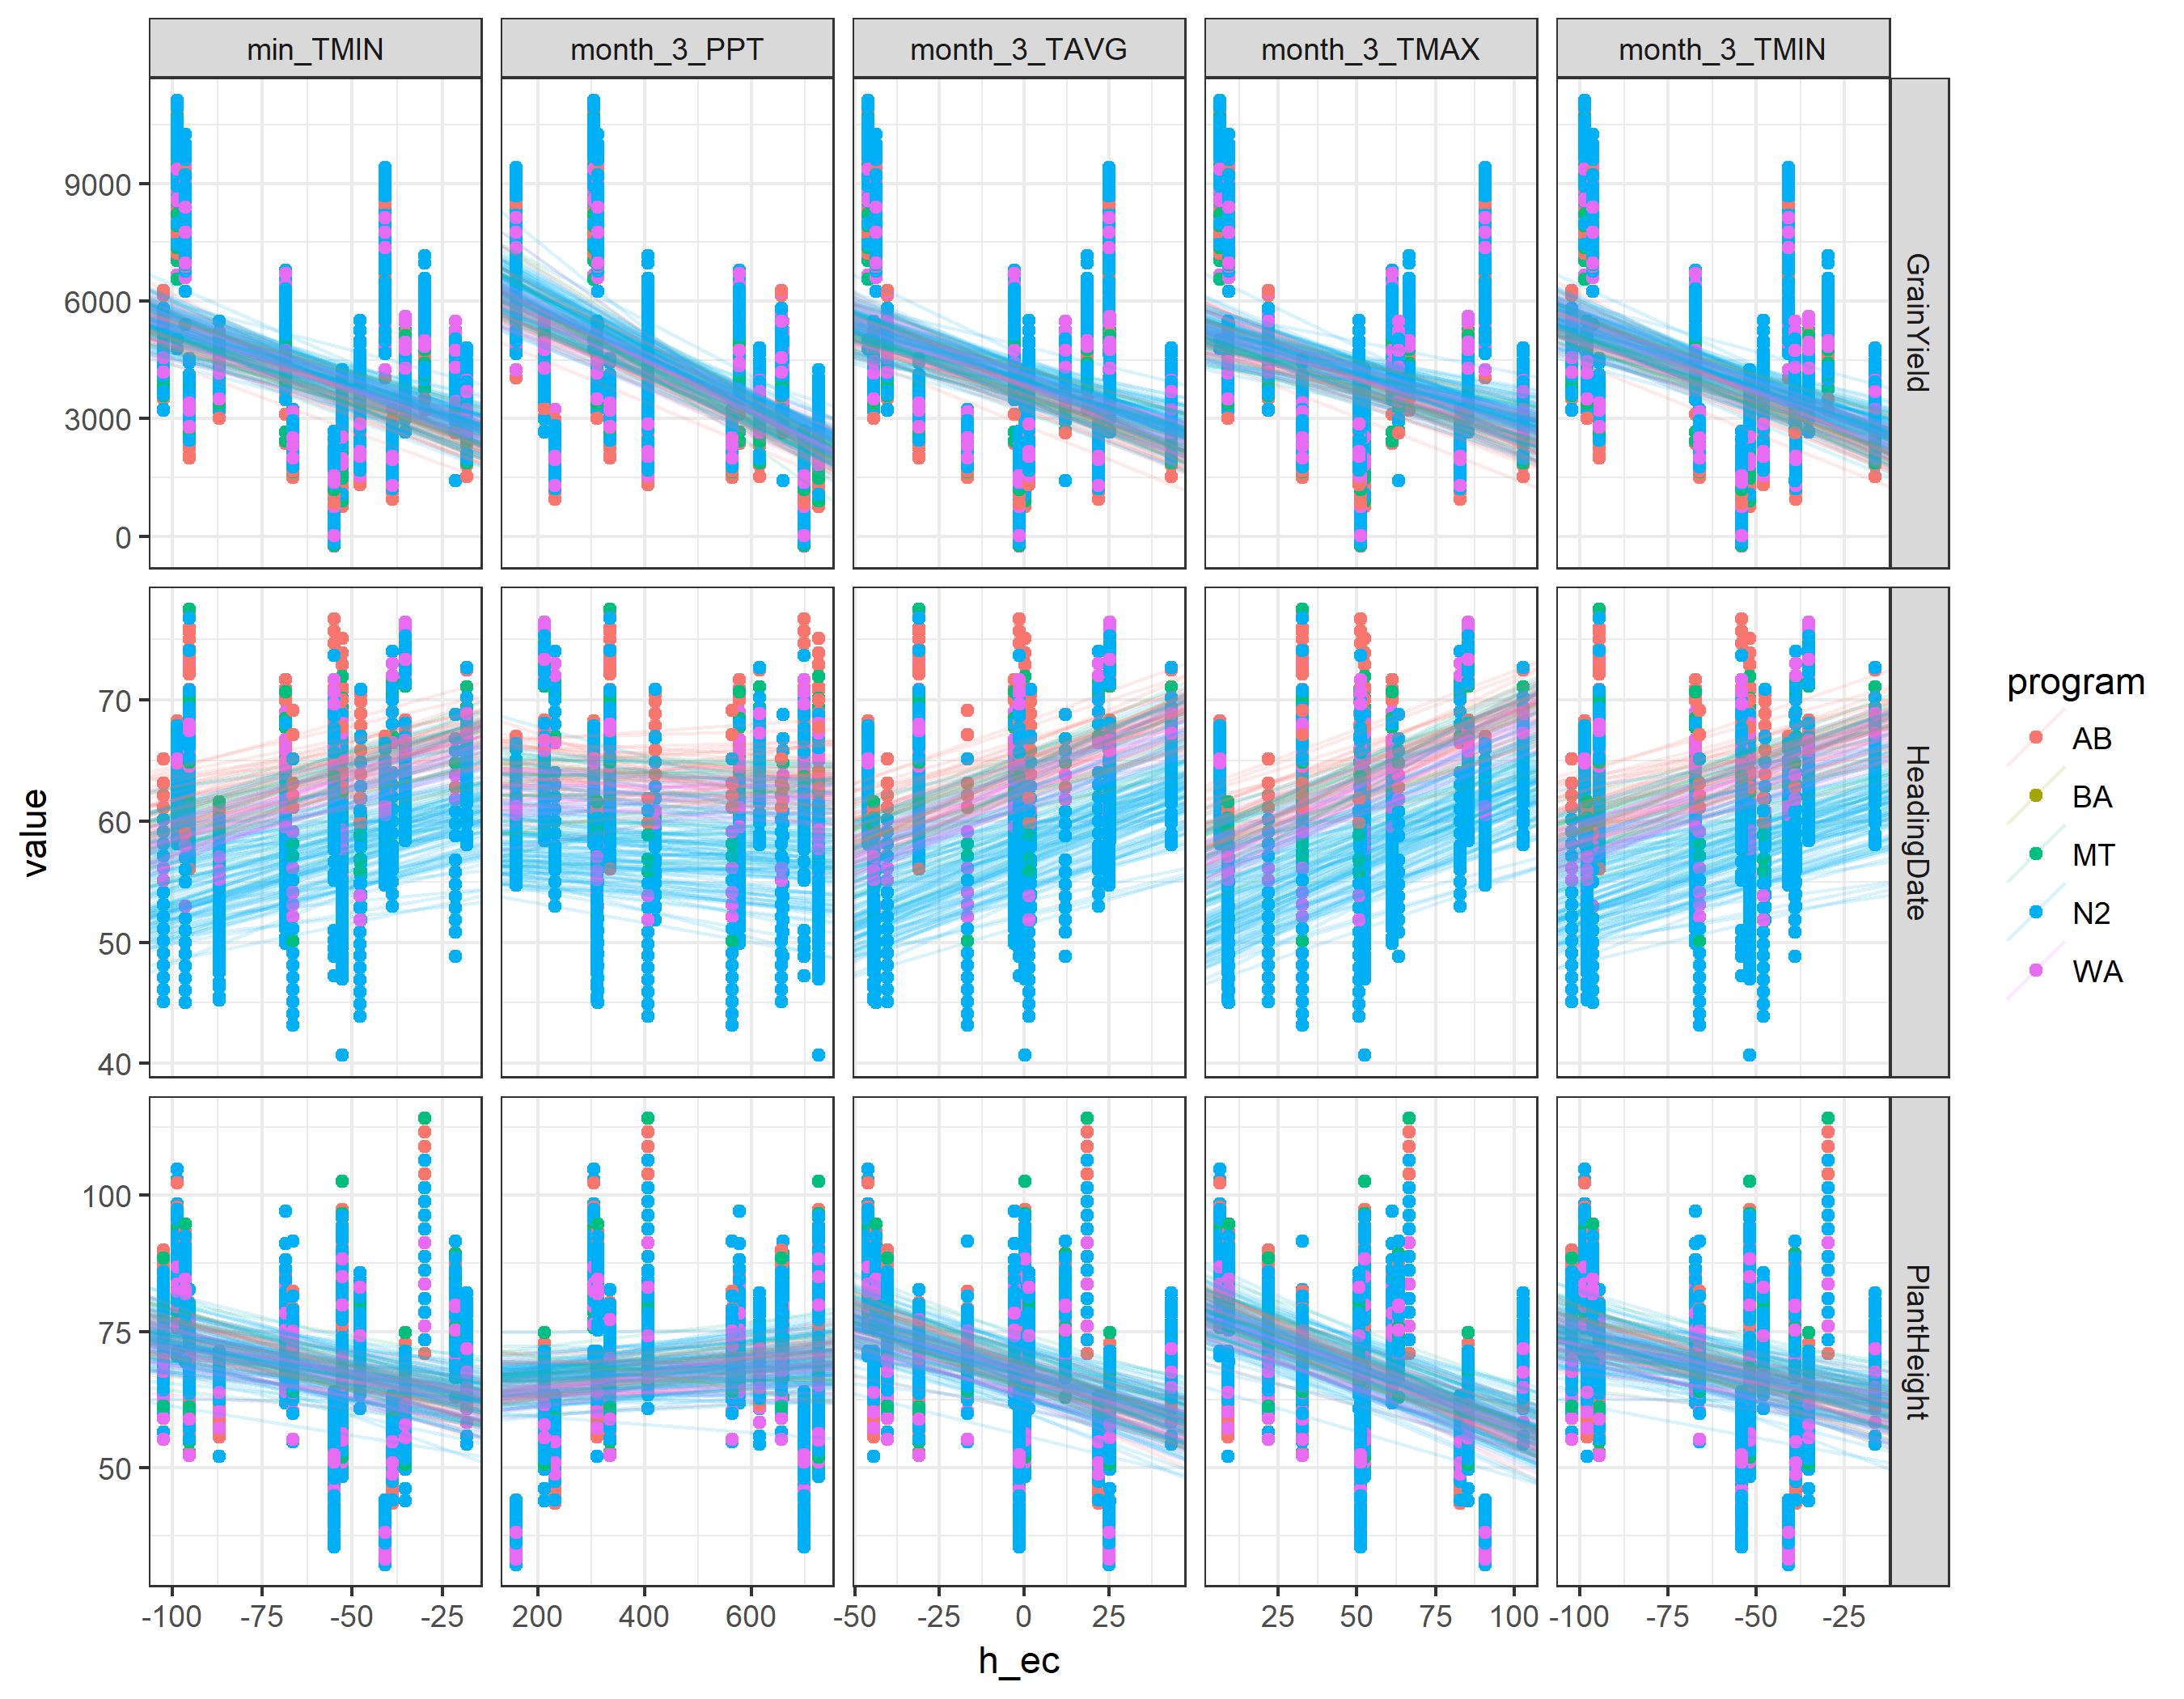 min_TMIN month_3_PPT month_3_TAVG month_3_TMAX month_3_TMIN
GrainYield
9000
6000
3000
0
HeadingDate
70
60
50
40
PlantHeight
100
75
50
value
-100 -75 -50 -25 200 400 600 -50 -25 0 25 25 50 75 100 -100 -75 -50 -25
h_ec
program
AB
BA
MT
N2
WA